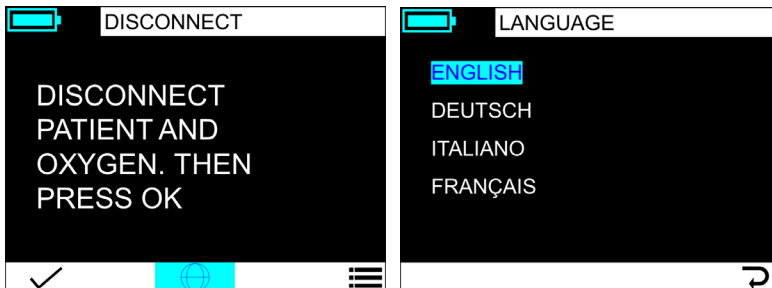 DISCONNECT
DISCONNECT
PATIENT AND
OXYGEN. THEN
PRESS OK
LANGUAGE
ENGLISH
DEUTSCH
ITALIANO
FRANÇAIS